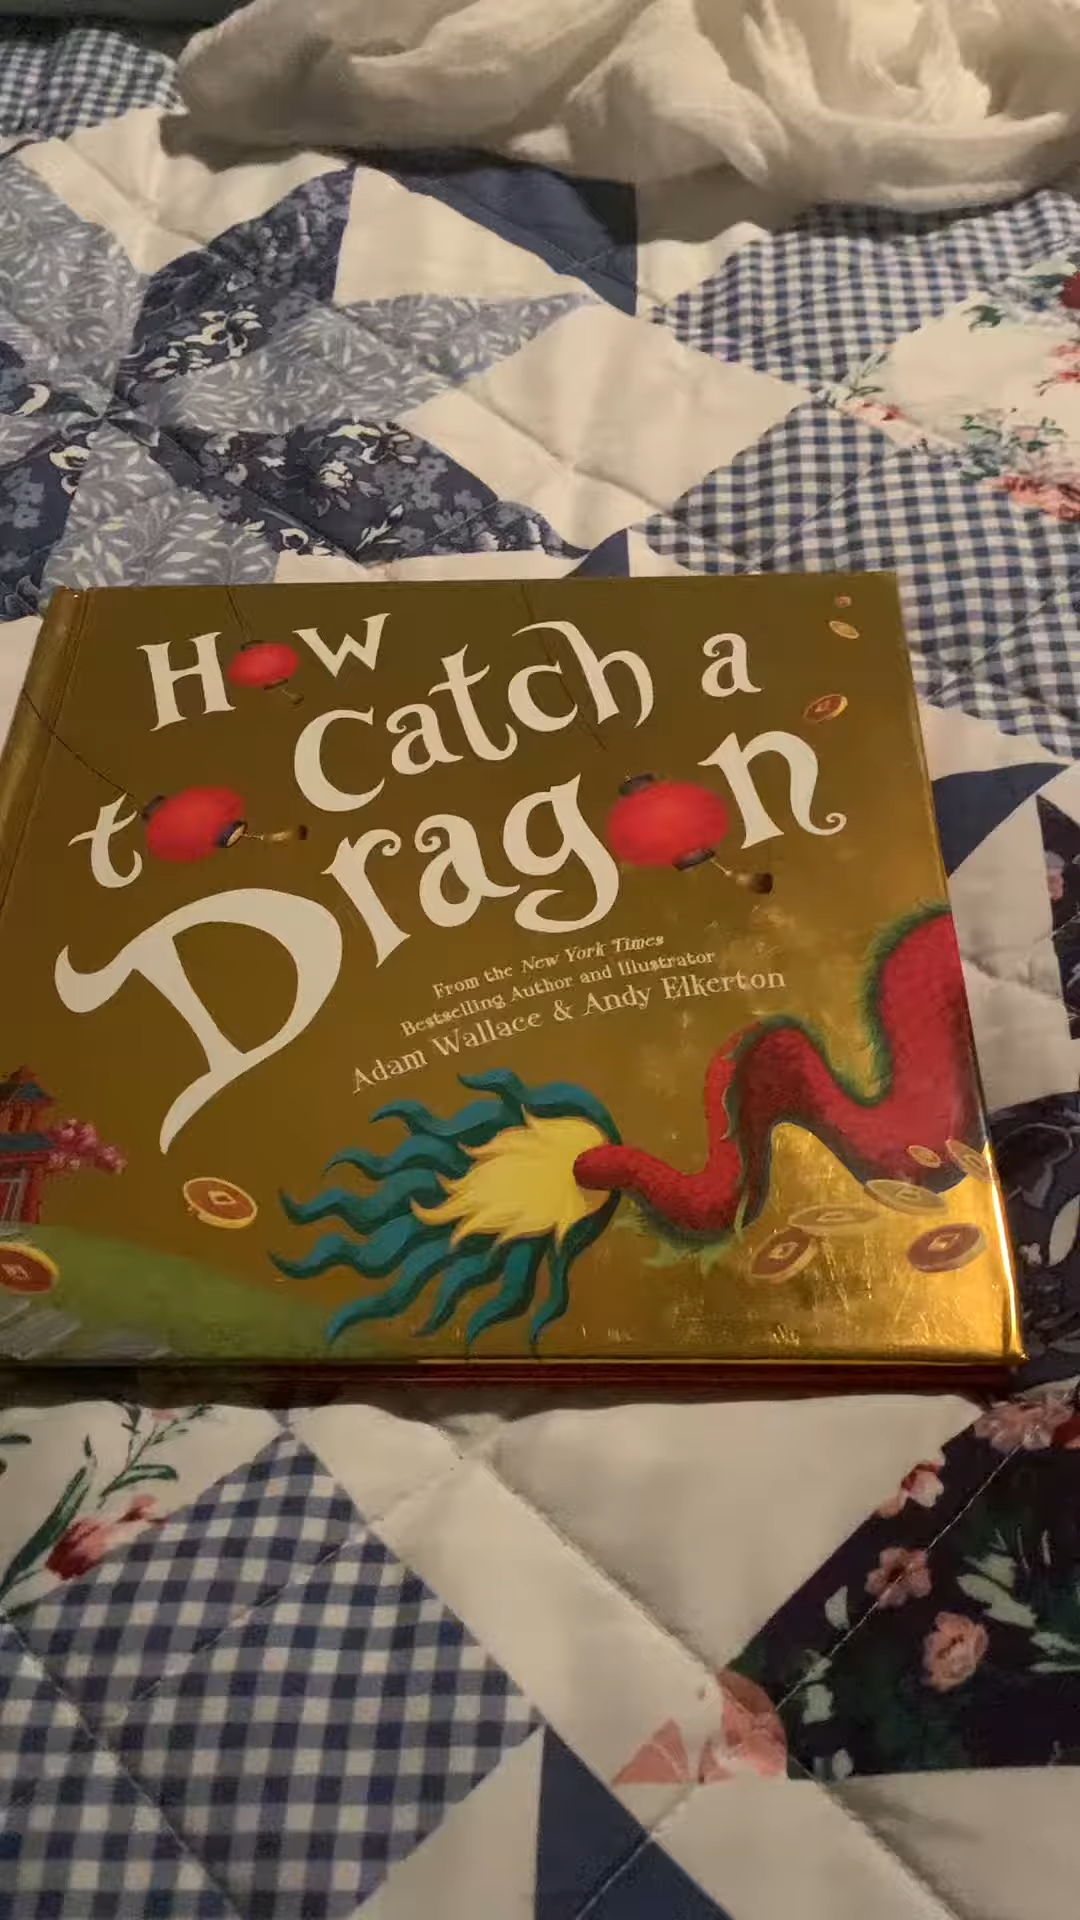 How
to Catch a
Dragon
From the New York Times
Bestselling Author and Illustrator
Adam Wallace & Andy Elkerton